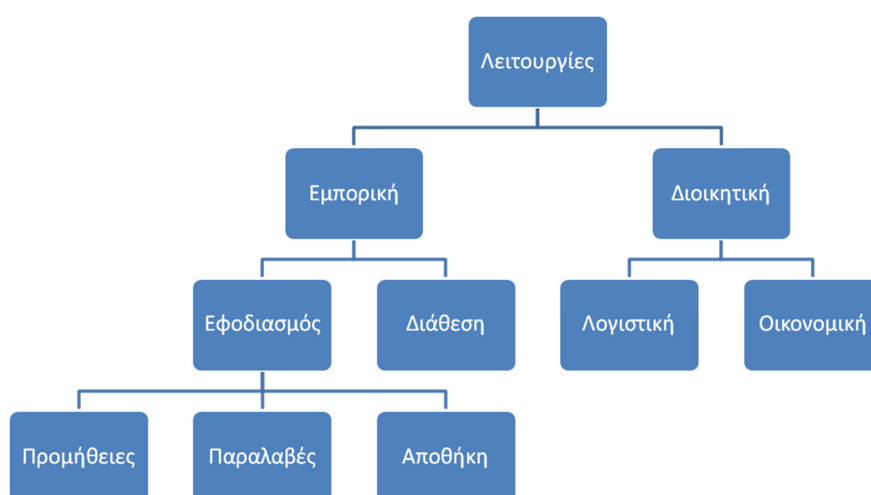 Λειτουργίες
Εμπορική
Διοικητική
Εφοδιασμός
Διάθεση
Λογιστική
Οικονομική
Προμήθειες
Παραλαβές
Αποθήκη